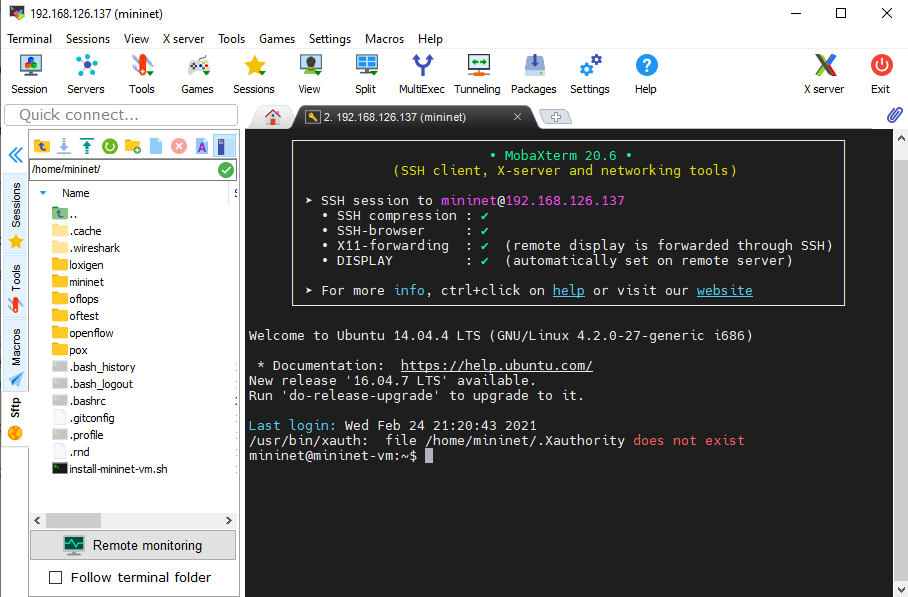 192.168.126.137 (mininet)
Terminal Sessions View X server Tools Games Settings Macros Help
Session Servers Tools Games Sessions View Split MultiExec Tunneling Packages Settings Help X server Exit
Quick connect...
2. 192.168.126.137 (mininet)
/home/mininet/
Name
Sessions
Tools
Macros
Sftp
..
.cache
.wireshark
loxigen
mininet
oflops
oftest
openflow
pox
.bash_history
.bash_logout
.bashrc
.gitconfig
.profile
.rnd
install-mininet-vm.sh
Remote monitoring
Follow terminal folder
• MobaXterm 20.6 •
(SSH client, X-server and networking tools)
➤ SSH session to mininet@192.168.126.137
• SSH compression : ✔
• SSH-browser : ✔
• X11-forwarding : ✔ (remote display is forwarded through SSH)
• DISPLAY : ✔ (automatically set on remote server)
➤ For more info, ctrl+click on help or visit our website
Welcome to Ubuntu 14.04.4 LTS (GNU/Linux 4.2.0-27-generic i686)
* Documentation: https://help.ubuntu.com/
New release '16.04.7 LTS' available.
Run 'do-release-upgrade' to upgrade to it.
Last login: Wed Feb 24 21:20:43 2021
/usr/bin/xauth: file /home/mininet/.Xauthority does not exist
mininet@mininet-vm:~$